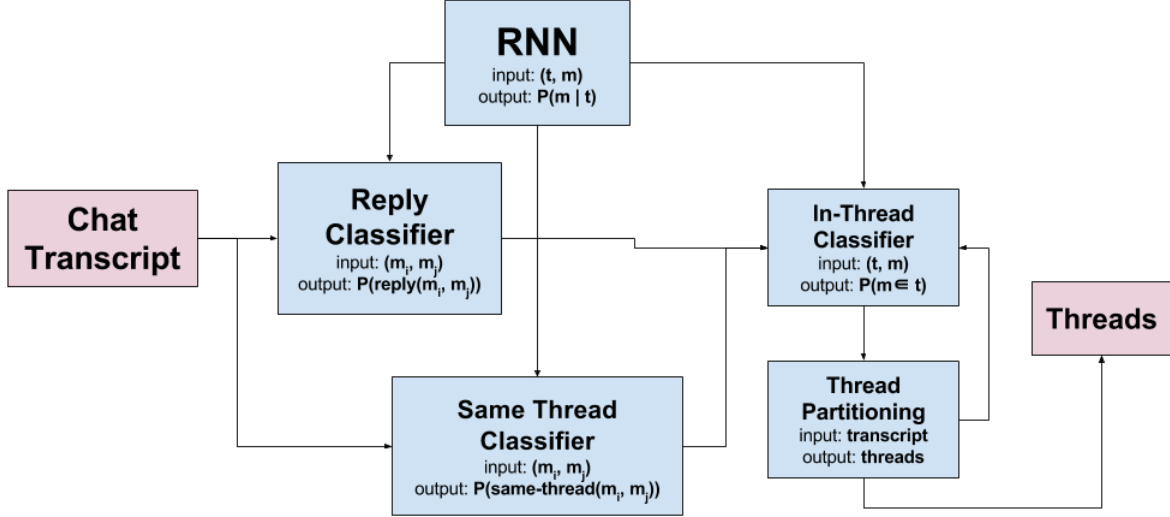 RNN
input: (t, m)
output: P(m | t)
Chat
Transcript
Reply
Classifier
input: (mi, mj)
output: P(reply(mi, mj))
Same Thread
Classifier
input: (mi, mj)
output: P(same-thread(mi, mj))
In-Thread
Classifier
input: (t, m)
output: P(m ∈ t)
Thread
Partitioning
input: transcript
output: threads
Threads